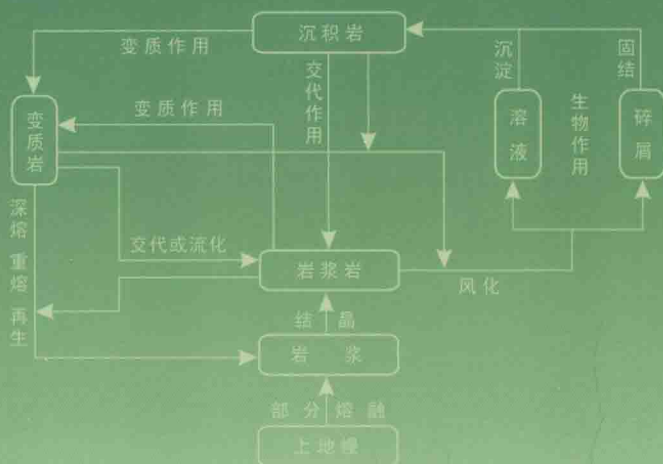 沉积岩
变质作用
沉淀
固结
交代作用
变质岩
变质作用
溶液
生物作用
碎屑
深熔 重熔 再生
交代或流化
岩浆岩
风化
结晶
岩浆
部分熔融
上地幔